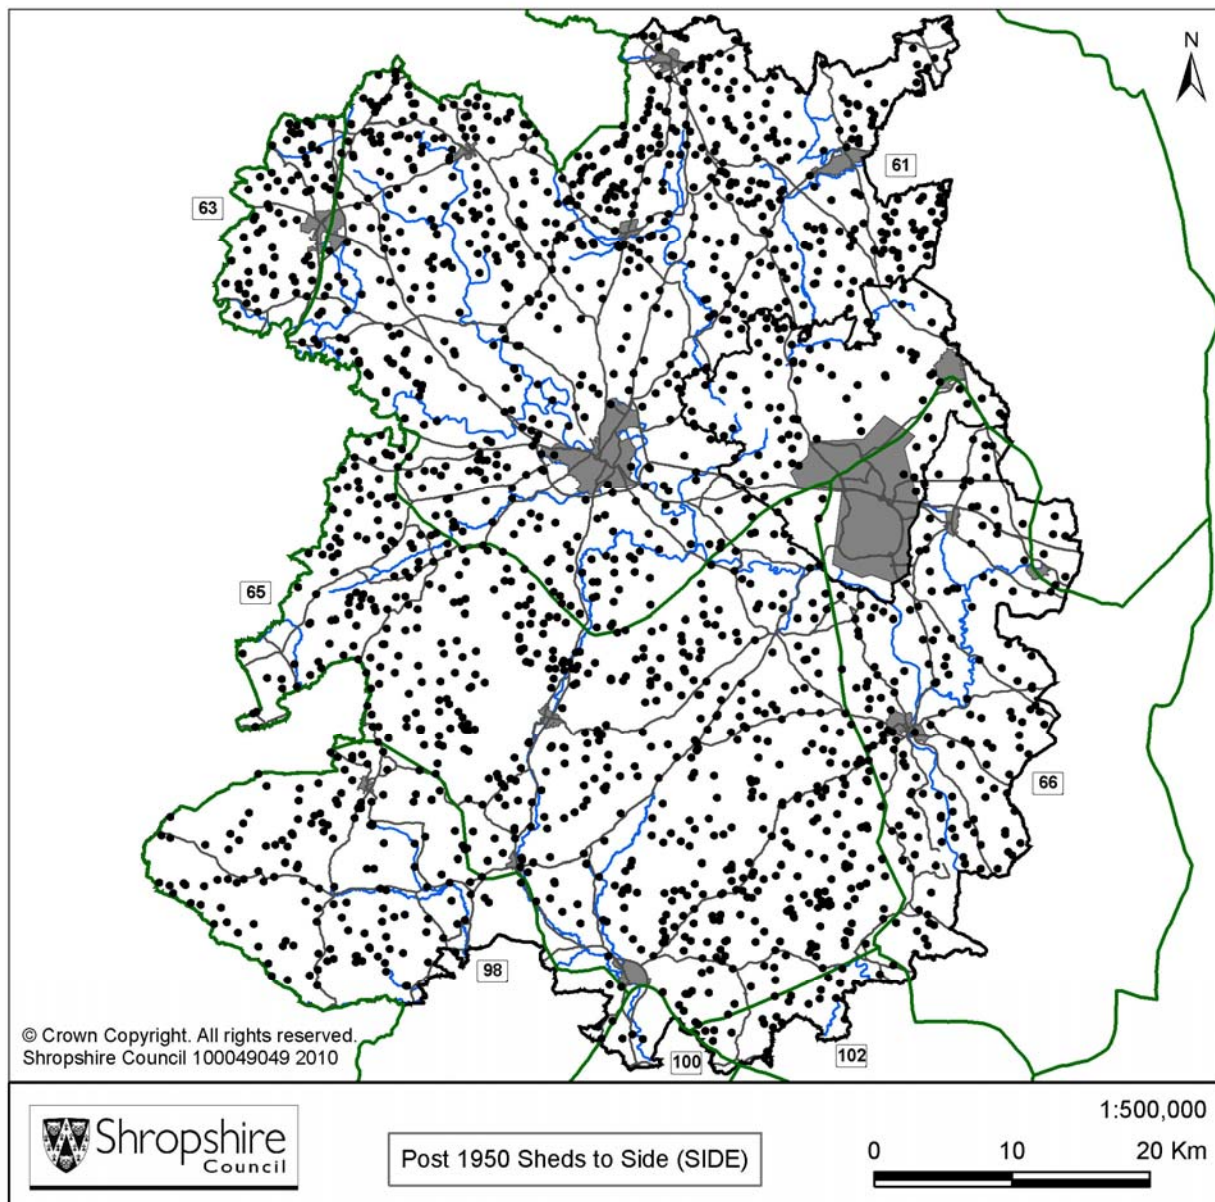 N
61
63
65
66
98
© Crown Copyright. All rights reserved.
Shropshire Council 100049049 2010
100
102
Shropshire
Council
Post 1950 Sheds to Side (SIDE)
1:500,000
0 10 20 Km